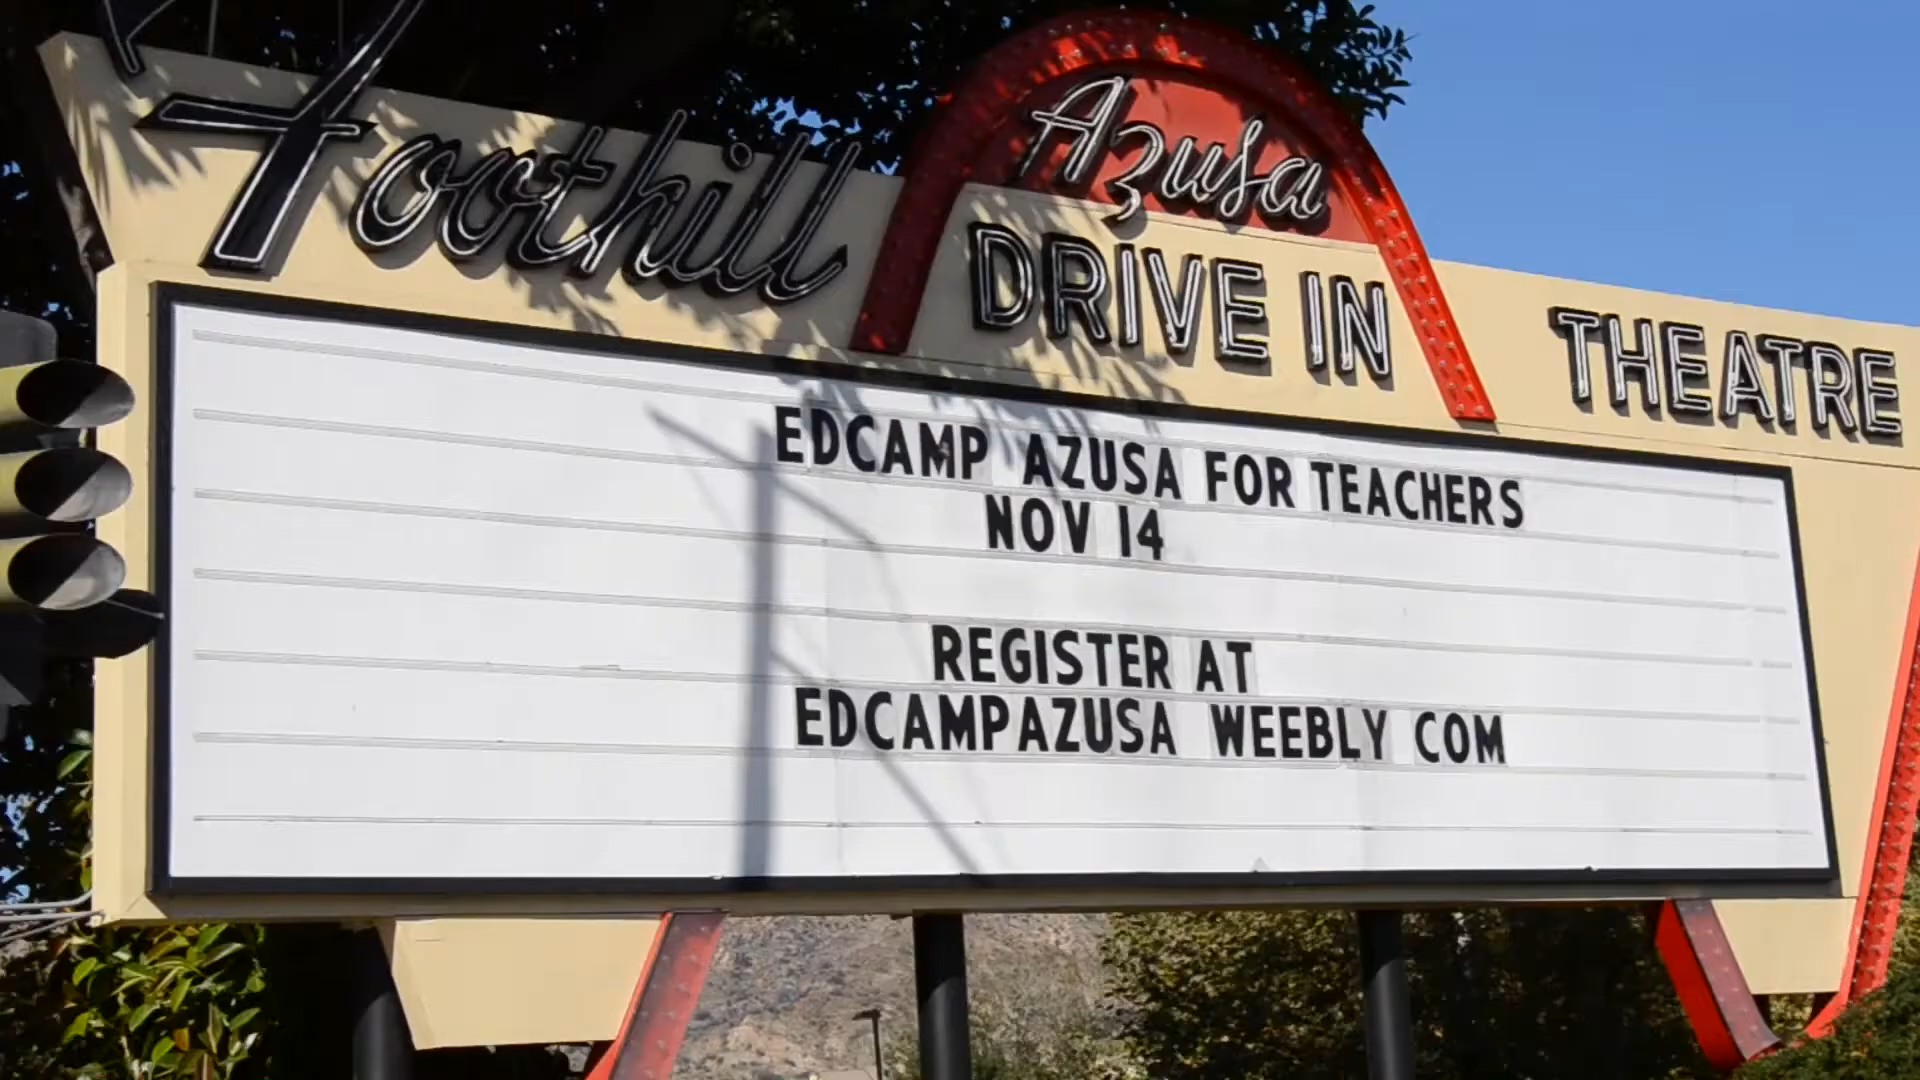 Foothill
Azusa
DRIVE IN THEATRE
EDCAMP AZUSA FOR TEACHERS
NOV 14
REGISTER AT
EDCAMPAZUSA WEEBLY COM